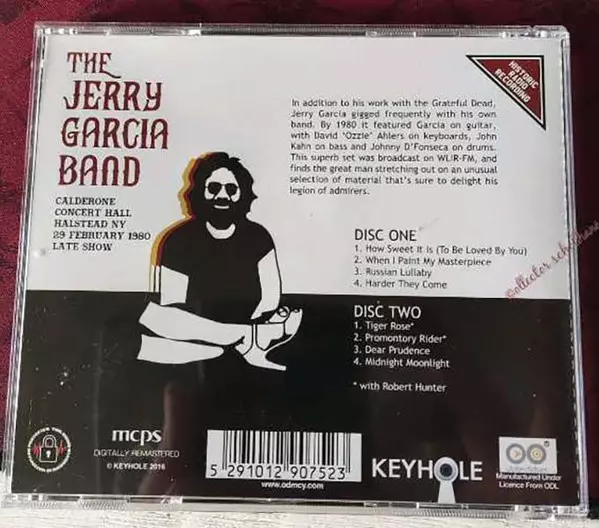 THE
JERRY
GARCIA
BAND
CALDERONE
CONCERT HALL
HALSTEAD NY
29 FEBRUARY 1980
LATE SHOW
HISTORIC
RADIO
RECORDING
In addition to his work with the Grateful Dead,
Jerry Garcia gigged frequently with his own
band. By 1980 it featured Garcia on guitar,
with David 'Ozzie' Ahlers on keyboards, John
Kahn on bass and Johnny D'Fonseca on drums.
This superb set was broadcast on WLIR-FM, and
finds the great man stretching out on an unusual
selection of material that's sure to delight his
legion of admirers.
DISC ONE
1. How Sweet It Is (To Be Loved By You)
2. When I Paint My Masterpiece
3. Russian Lullaby
4. Harder They Come
DISC TWO
1. Tiger Rose*
2. Promontory Rider*
3. Dear Prudence
4. Midnight Moonlight
* with Robert Hunter
mcps
DIGITALLY REMASTERED
© KEYHOLE 2016
5 291012 907523
www.odmcy.com
KEYHOLE
Manufactured Under
Licence From ODL